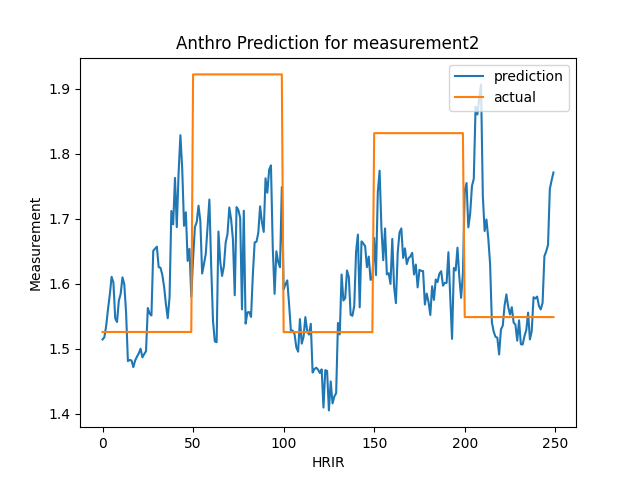 Anthro Prediction for measurement2
prediction
actual
Measurement
1.9
1.8
1.7
1.6
1.5
1.4
0 50 100 150 200 250
HRIR